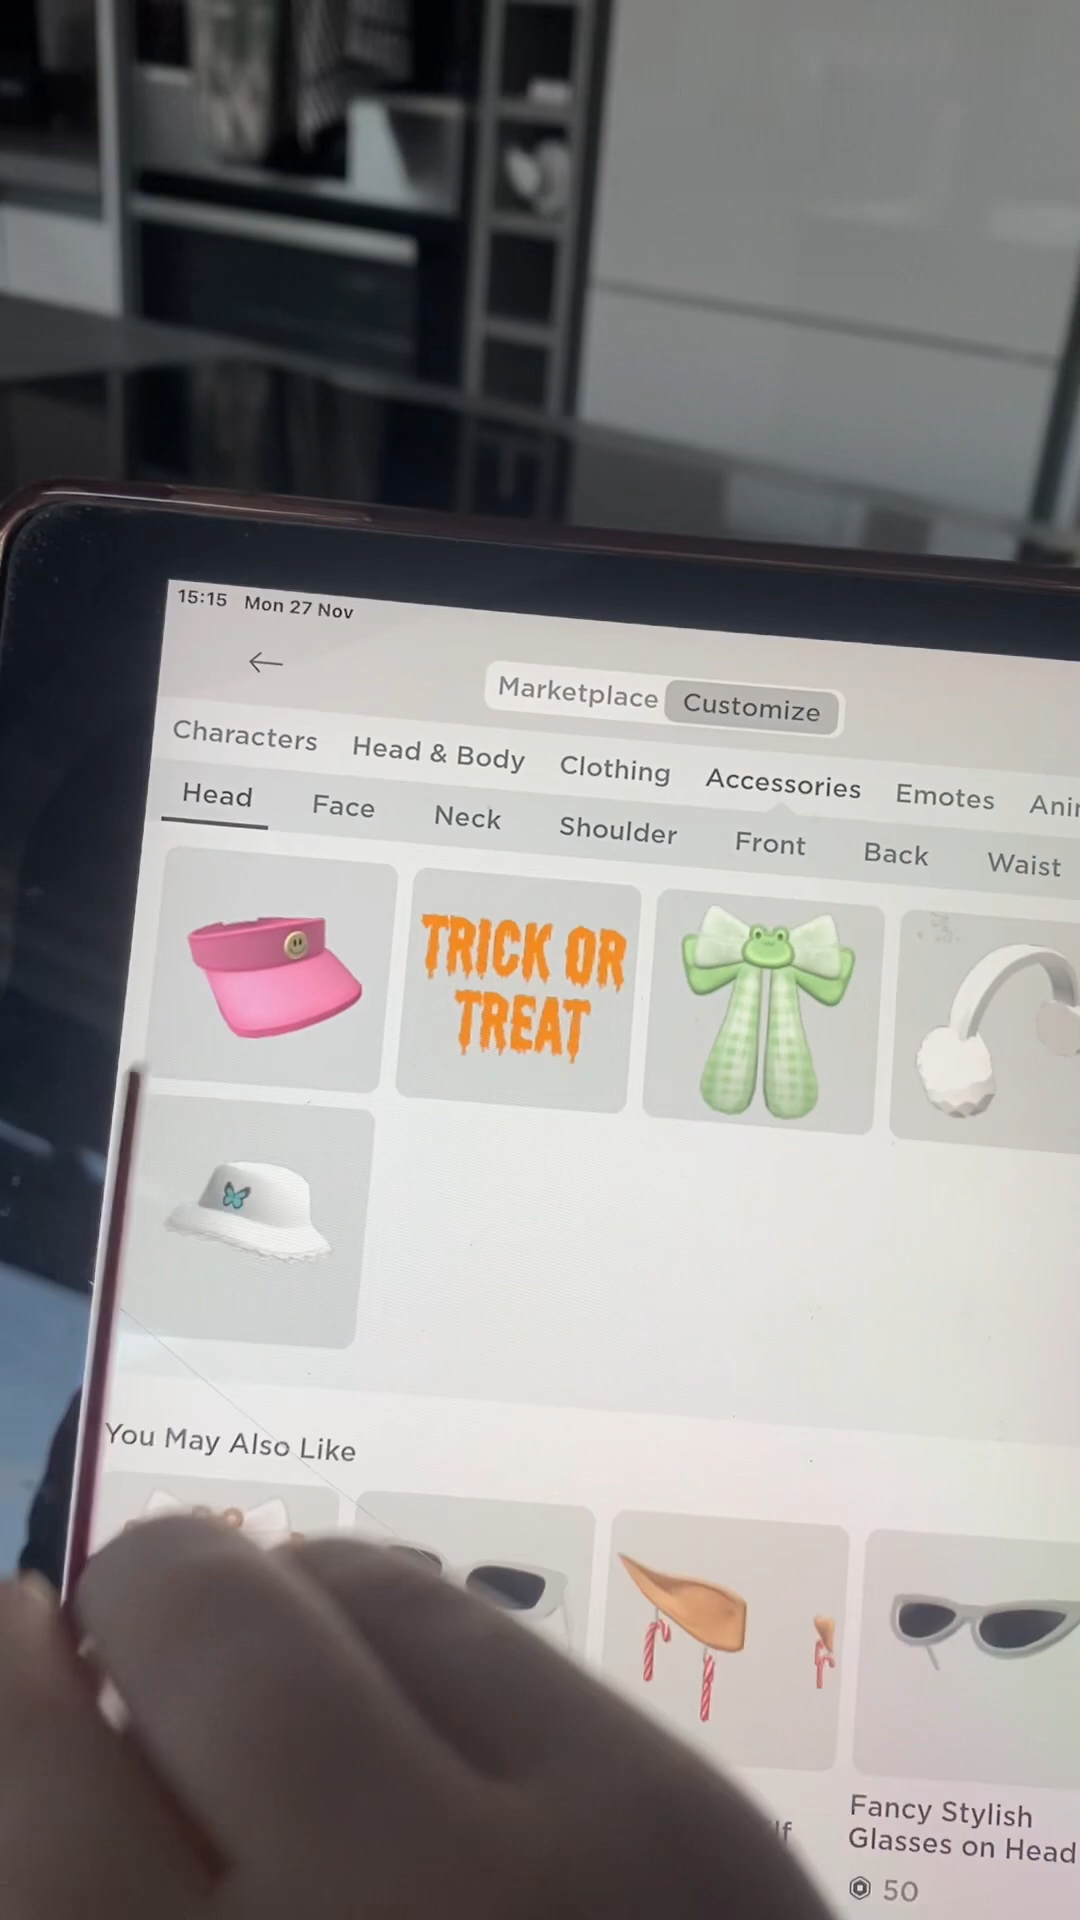 15:15 Mon 27 Nov
Marketplace Customize
Characters Head & Body Clothing Accessories Emotes
Head Face Neck Shoulder Front Back Waist
TRICK OR
TREAT
You May Also Like
Fancy Stylish
Glasses on Head
50